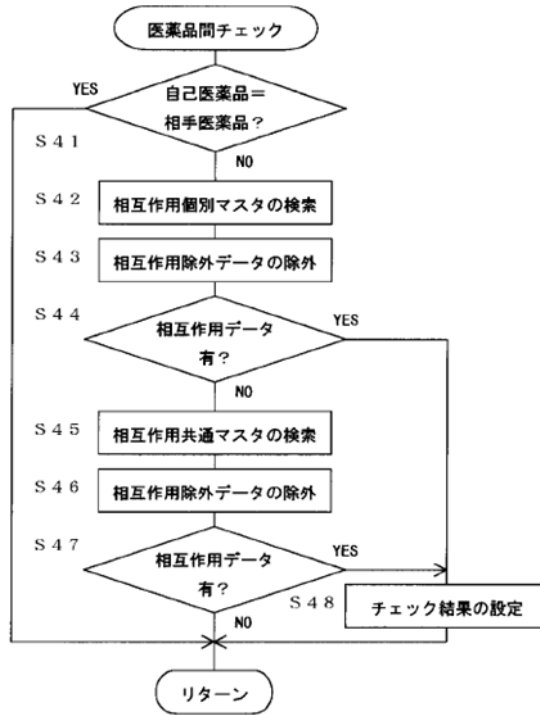 医薬品間チェック
YES
自己医薬品=
相手医薬品?
S41
NO
S42
相互作用個別マスタの検索
S43
相互作用除外データの除外
S44
相互作用データ
有?
YES
NO
S45
相互作用共通マスタの検索
S46
相互作用除外データの除外
S47
相互作用データ
有?
YES
NO
S48
チェック結果の設定
リターン